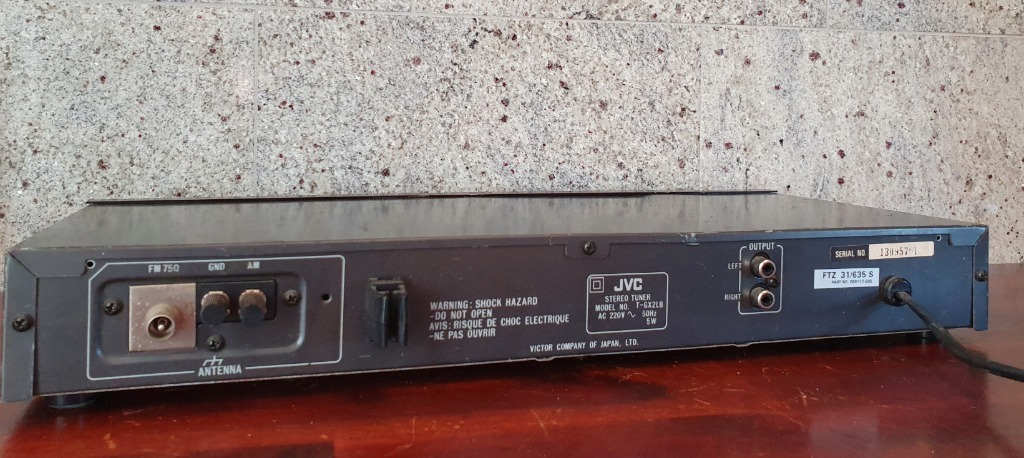 FM 75Ω GND AM
ANTENNA
WARNING: SHOCK HAZARD
-DO NOT OPEN
AVIS: RISQUE DE CHOC ELECTRIQUE
-NE PAS OUVRIR
JVC
STEREO TUNER
MODEL NO. T-GX2LB
AC 220V ∿ 50Hz
5W
VICTOR COMPANY OF JAPAN, LTD.
OUTPUT
LEFT
RIGHT
SERIAL NO.
FTZ 31/635 S
PART NO.